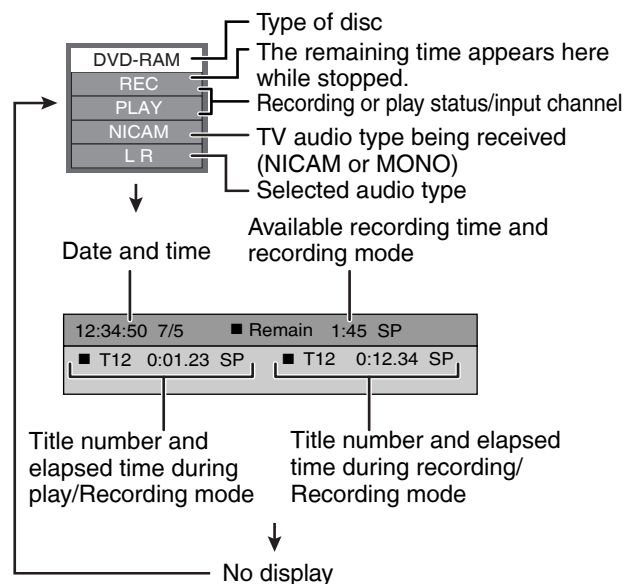 DVD-RAM
REC
PLAY
NICAM
L R
Type of disc
The remaining time appears here
while stopped.
Recording or play status/input channel
TV audio type being received
(NICAM or MONO)
Selected audio type
Date and time
Available recording time and
recording mode
12:34:50 7/5 ■ Remain 1:45 SP
■ T12 0:01.23 SP ■ T12 0:12.34 SP
Title number and
elapsed time during
play/Recording mode
Title number and elapsed
time during recording/
Recording mode
No display